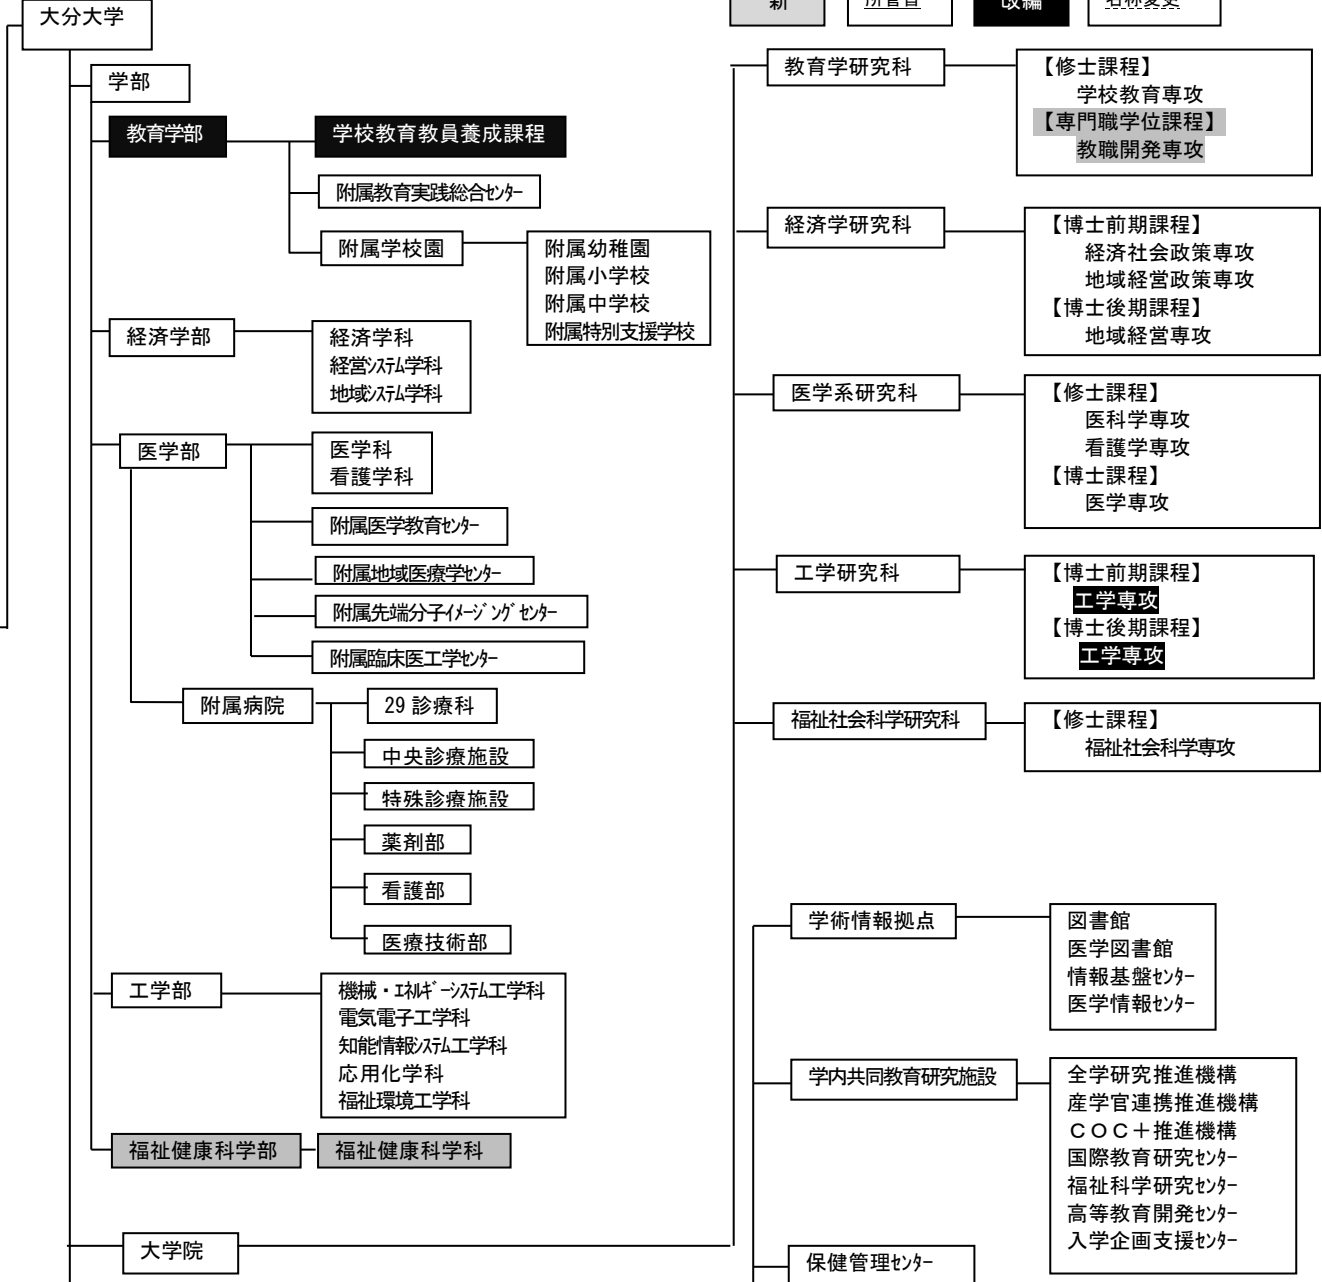 大分大学
学部
教育学部
学校教育教員養成課程
附属教育実践総合ｾﾝﾀｰ
附属学校園
附属幼稚園
附属小学校
附属中学校
附属特別支援学校
経済学部
経済学科
経営ｼｽﾃﾑ学科
地域ｼｽﾃﾑ学科
医学部
医学科
看護学科
附属医学教育ｾﾝﾀｰ
附属地域医療学ｾﾝﾀｰ
附属先端分子ｲﾒｰｼﾞﾝｸﾞｾﾝﾀｰ
附属臨床医工学ｾﾝﾀｰ
附属病院
29 診療科
中央診療施設
特殊診療施設
薬剤部
看護部
医療技術部
工学部
機械・ｴﾈﾙｷﾞｰｼｽﾃﾑ工学科
電気電子工学科
知能情報ｼｽﾃﾑ工学科
応用化学科
福祉環境工学科
福祉健康科学部
福祉健康科学科
大学院
新
所管替
改編
名称変更
教育学研究科
【修士課程】
学校教育専攻
【専門職学位課程】
教職開発専攻
経済学研究科
【博士前期課程】
経済社会政策専攻
地域経営政策専攻
【博士後期課程】
地域経営専攻
医学系研究科
【修士課程】
医科学専攻
看護学専攻
【博士課程】
医学専攻
工学研究科
【博士前期課程】
工学専攻
【博士後期課程】
工学専攻
福祉社会科学研究科
【修士課程】
福祉社会科学専攻
学術情報拠点
図書館
医学図書館
情報基盤ｾﾝﾀｰ
医学情報ｾﾝﾀｰ
学内共同教育研究施設
全学研究推進機構
産学官連携推進機構
ＣＯＣ＋推進機構
国際教育研究ｾﾝﾀｰ
福祉科学研究ｾﾝﾀｰ
高等教育開発ｾﾝﾀｰ
入学企画支援ｾﾝﾀｰ
保健管理ｾﾝﾀｰ